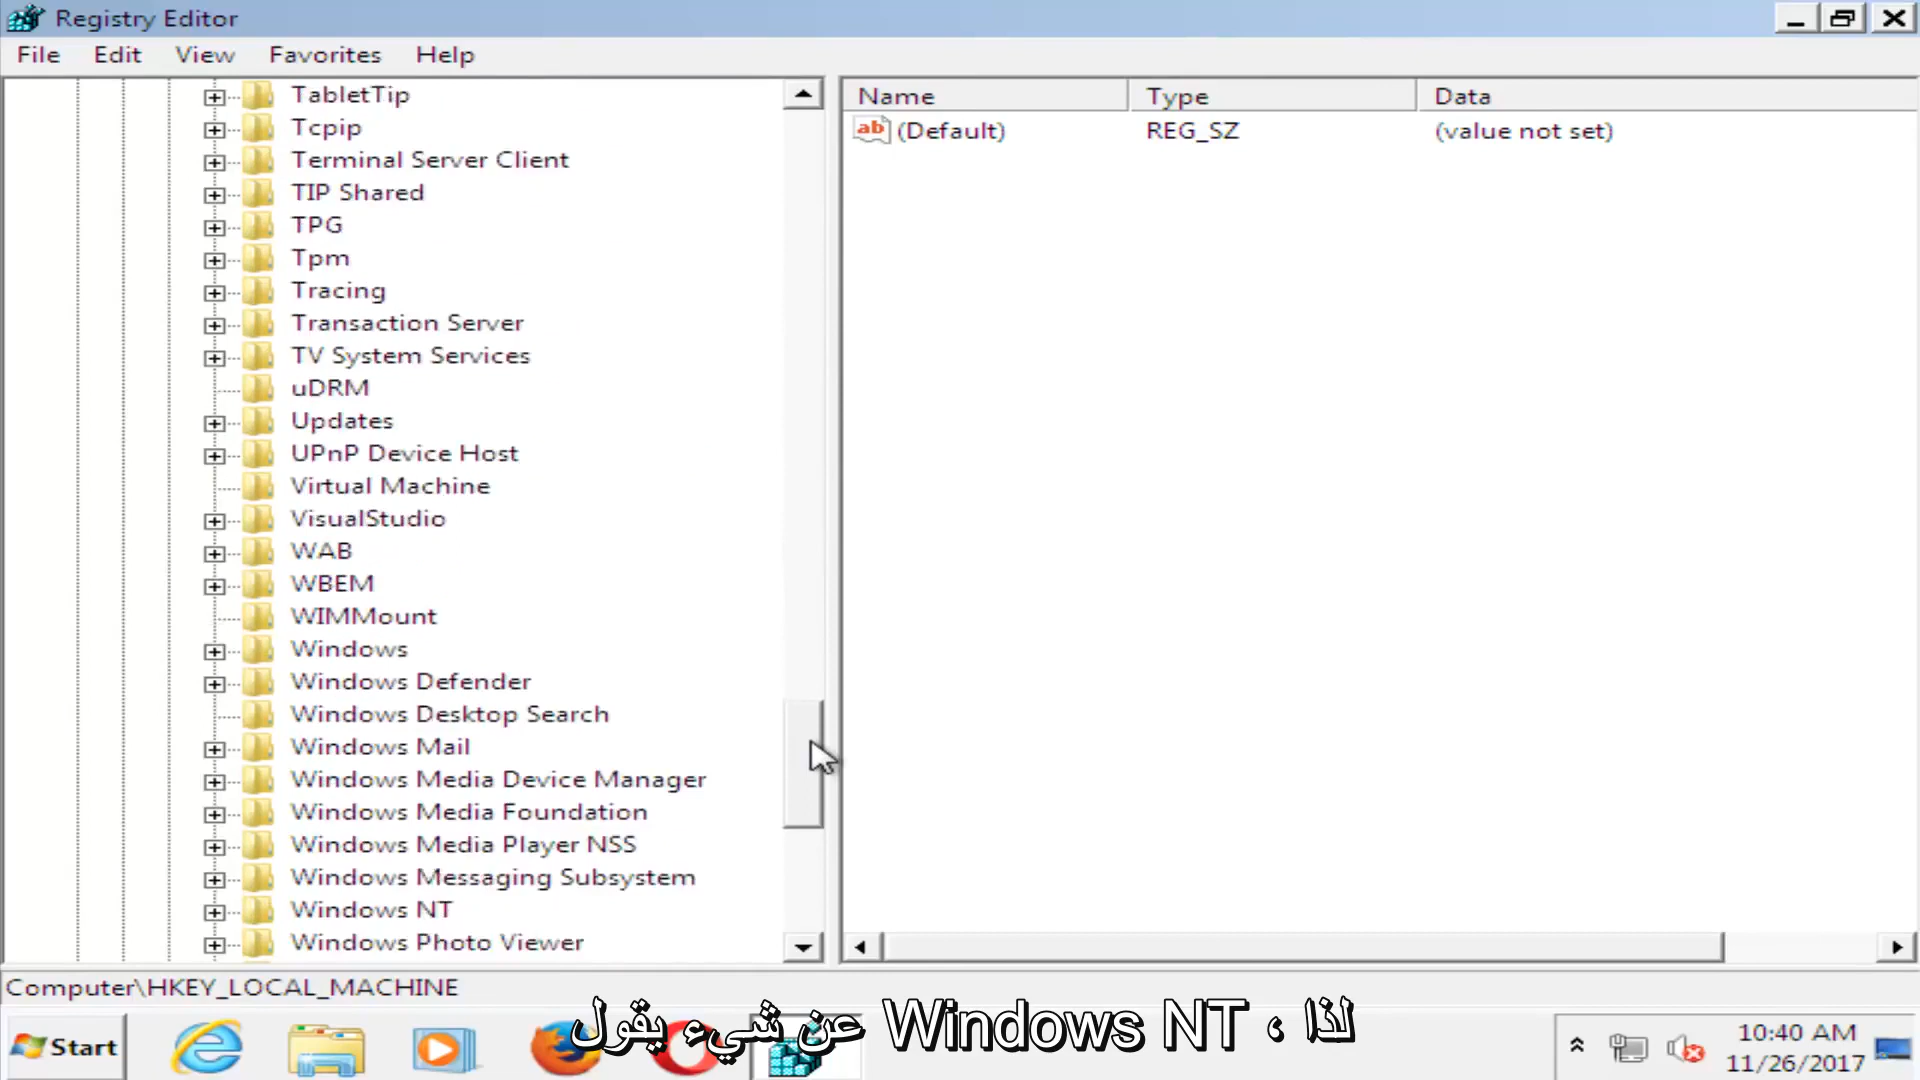 Registry Editor
File Edit View Favorites Help
TabletTip
Tcpip
Terminal Server Client
TIP Shared
TPG
Tpm
Tracing
Transaction Server
TV System Services
uDRM
Updates
UPnP Device Host
Virtual Machine
VisualStudio
WAB
WBEM
WIMMount
Windows
Windows Defender
Windows Desktop Search
Windows Mail
Windows Media Device Manager
Windows Media Foundation
Windows Media Player NSS
Windows Messaging Subsystem
Windows NT
Windows Photo Viewer
Name Type Data
ab (Default) REG_SZ (value not set)
Computer\HKEY_LOCAL_MACHINE
عن شيء يقول Windows NT ، لذا
Start
10:40 AM
11/26/2017